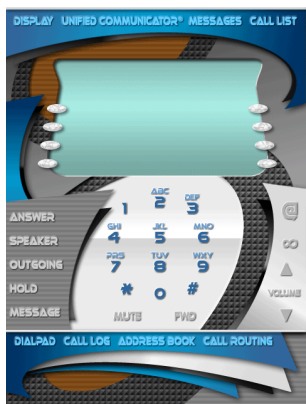 DISPLAY UNIFIED COMMUNICATOR® MESSAGES CALL LIST
ABC DEF
1 2 3
GHI JKL MNO
4 5 6
PRS TUV WXY
7 8 9
* 0 #
MUTE FWD
ANSWER
SPEAKER
OUTGOING
HOLD
MESSAGE
@
∞
VOLUME
DIALPAD CALL LOG ADDRESS BOOK CALL ROUTING